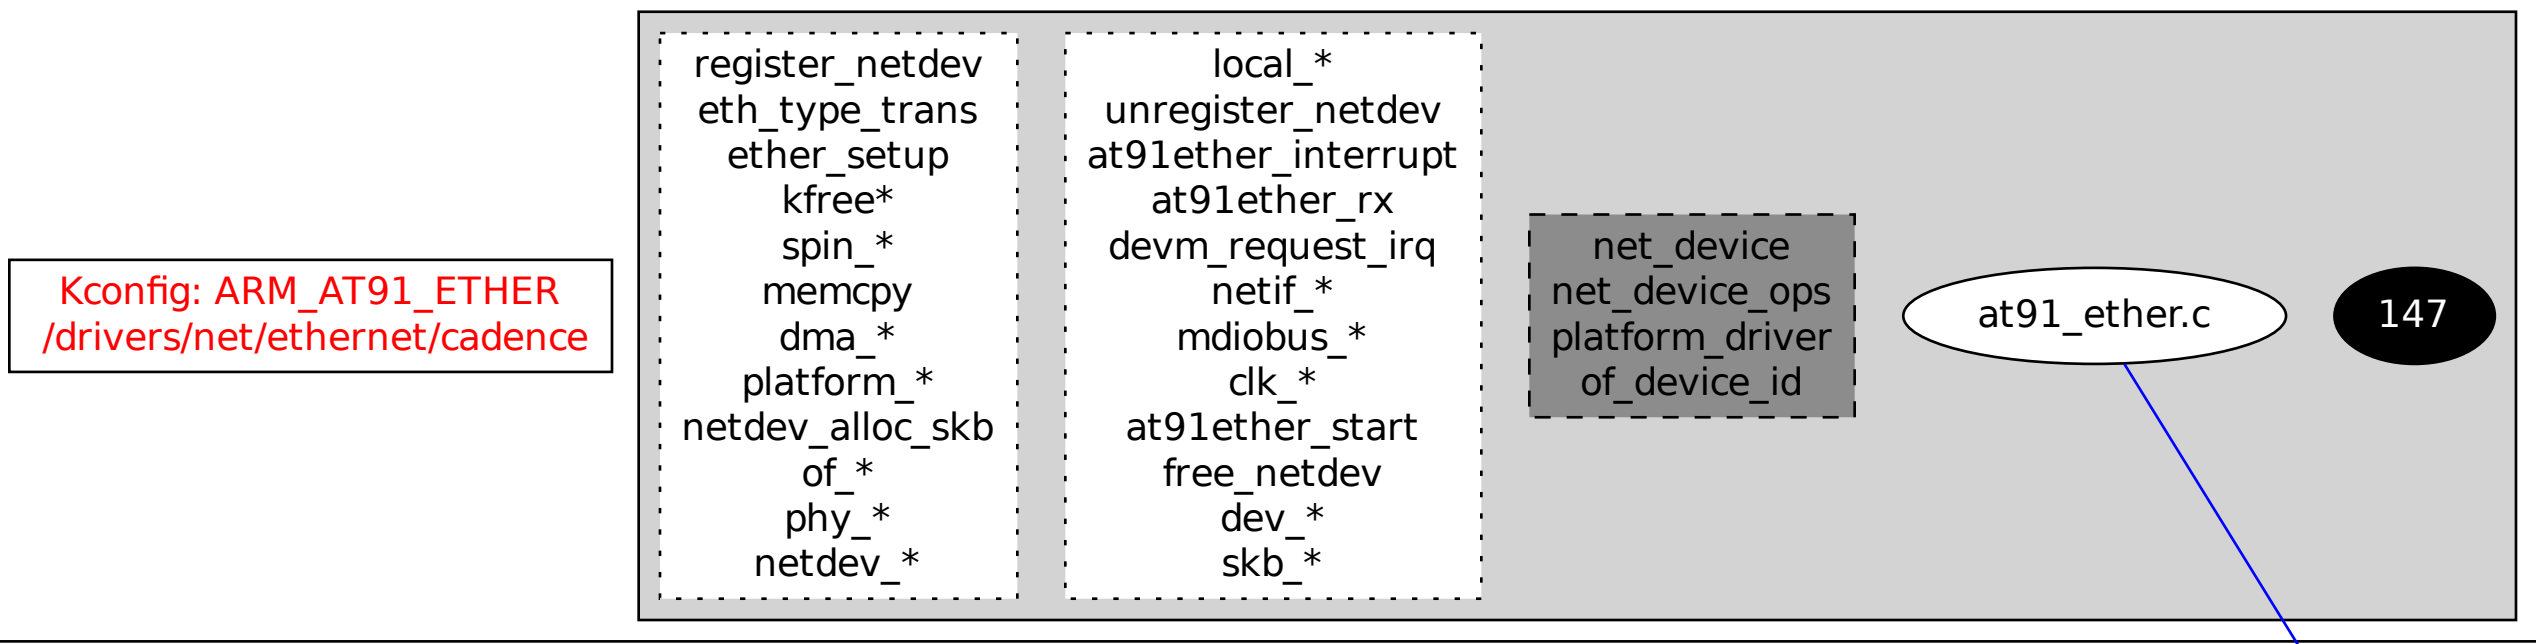 Kconfig: ARM_AT91_ETHER
/drivers/net/ethernet/cadence
register_netdev
eth_type_trans
ether_setup
kfree*
spin_*
memcpy
dma_*
platform_*
netdev_alloc_skb
of_*
phy_*
netdev_*
local_*
unregister_netdev
at91ether_interrupt
at91ether_rx
devm_request_irq
netif_*
mdiobus_*
clk_*
at91ether_start
free_netdev
dev_*
skb_*
net_device
net_device_ops
platform_driver
of_device_id
at91_ether.c
147